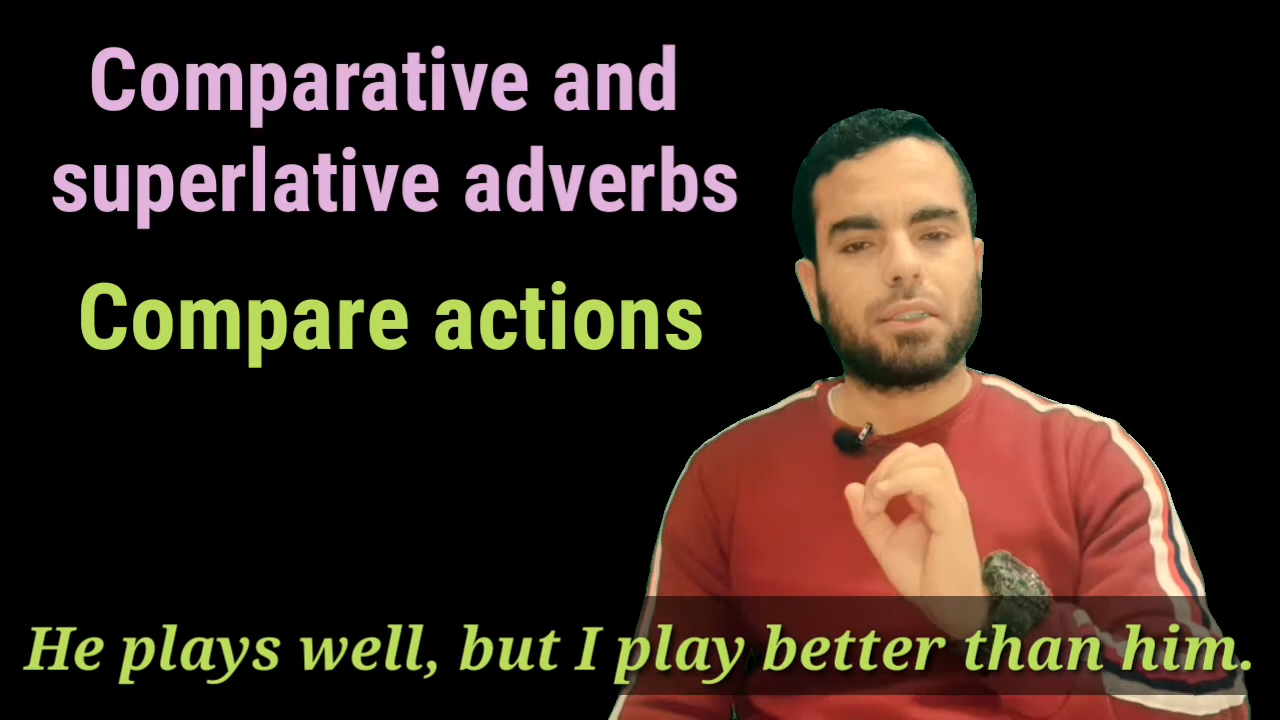 Comparative and
superlative adverbs
Compare actions
He plays well, but I play better than him.